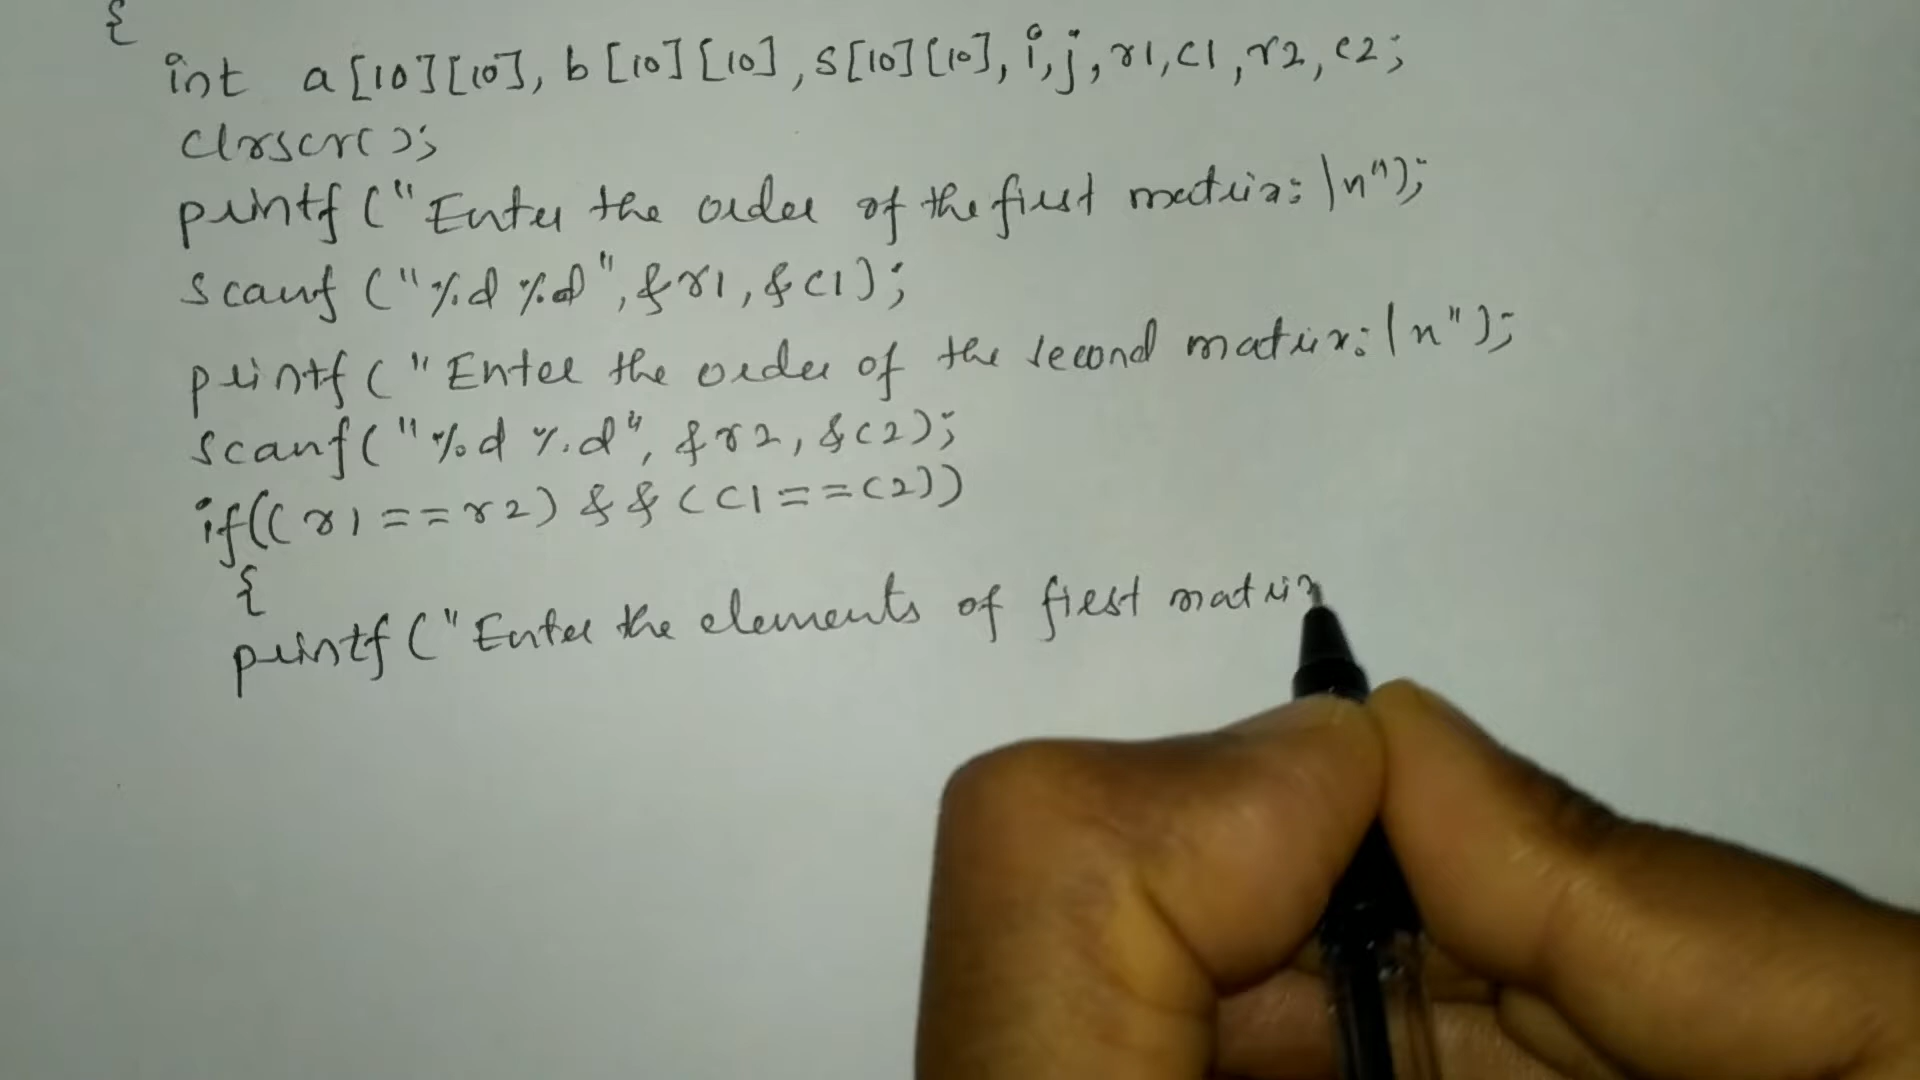 {
int a[10][10], b[10][10], s[10][10], i, j, r1, c1, r2, c2;
clrscr();
printf ("Enter the order of the first matrix: \n");
scanf ("%d %d", &r1, &c1);
printf ("Enter the order of the second matrix: \n");
scanf ("%d %d", &r2, &c2);
if((r1==r2) && (c1==c2))
{
printf ("Enter the elements of first matrix